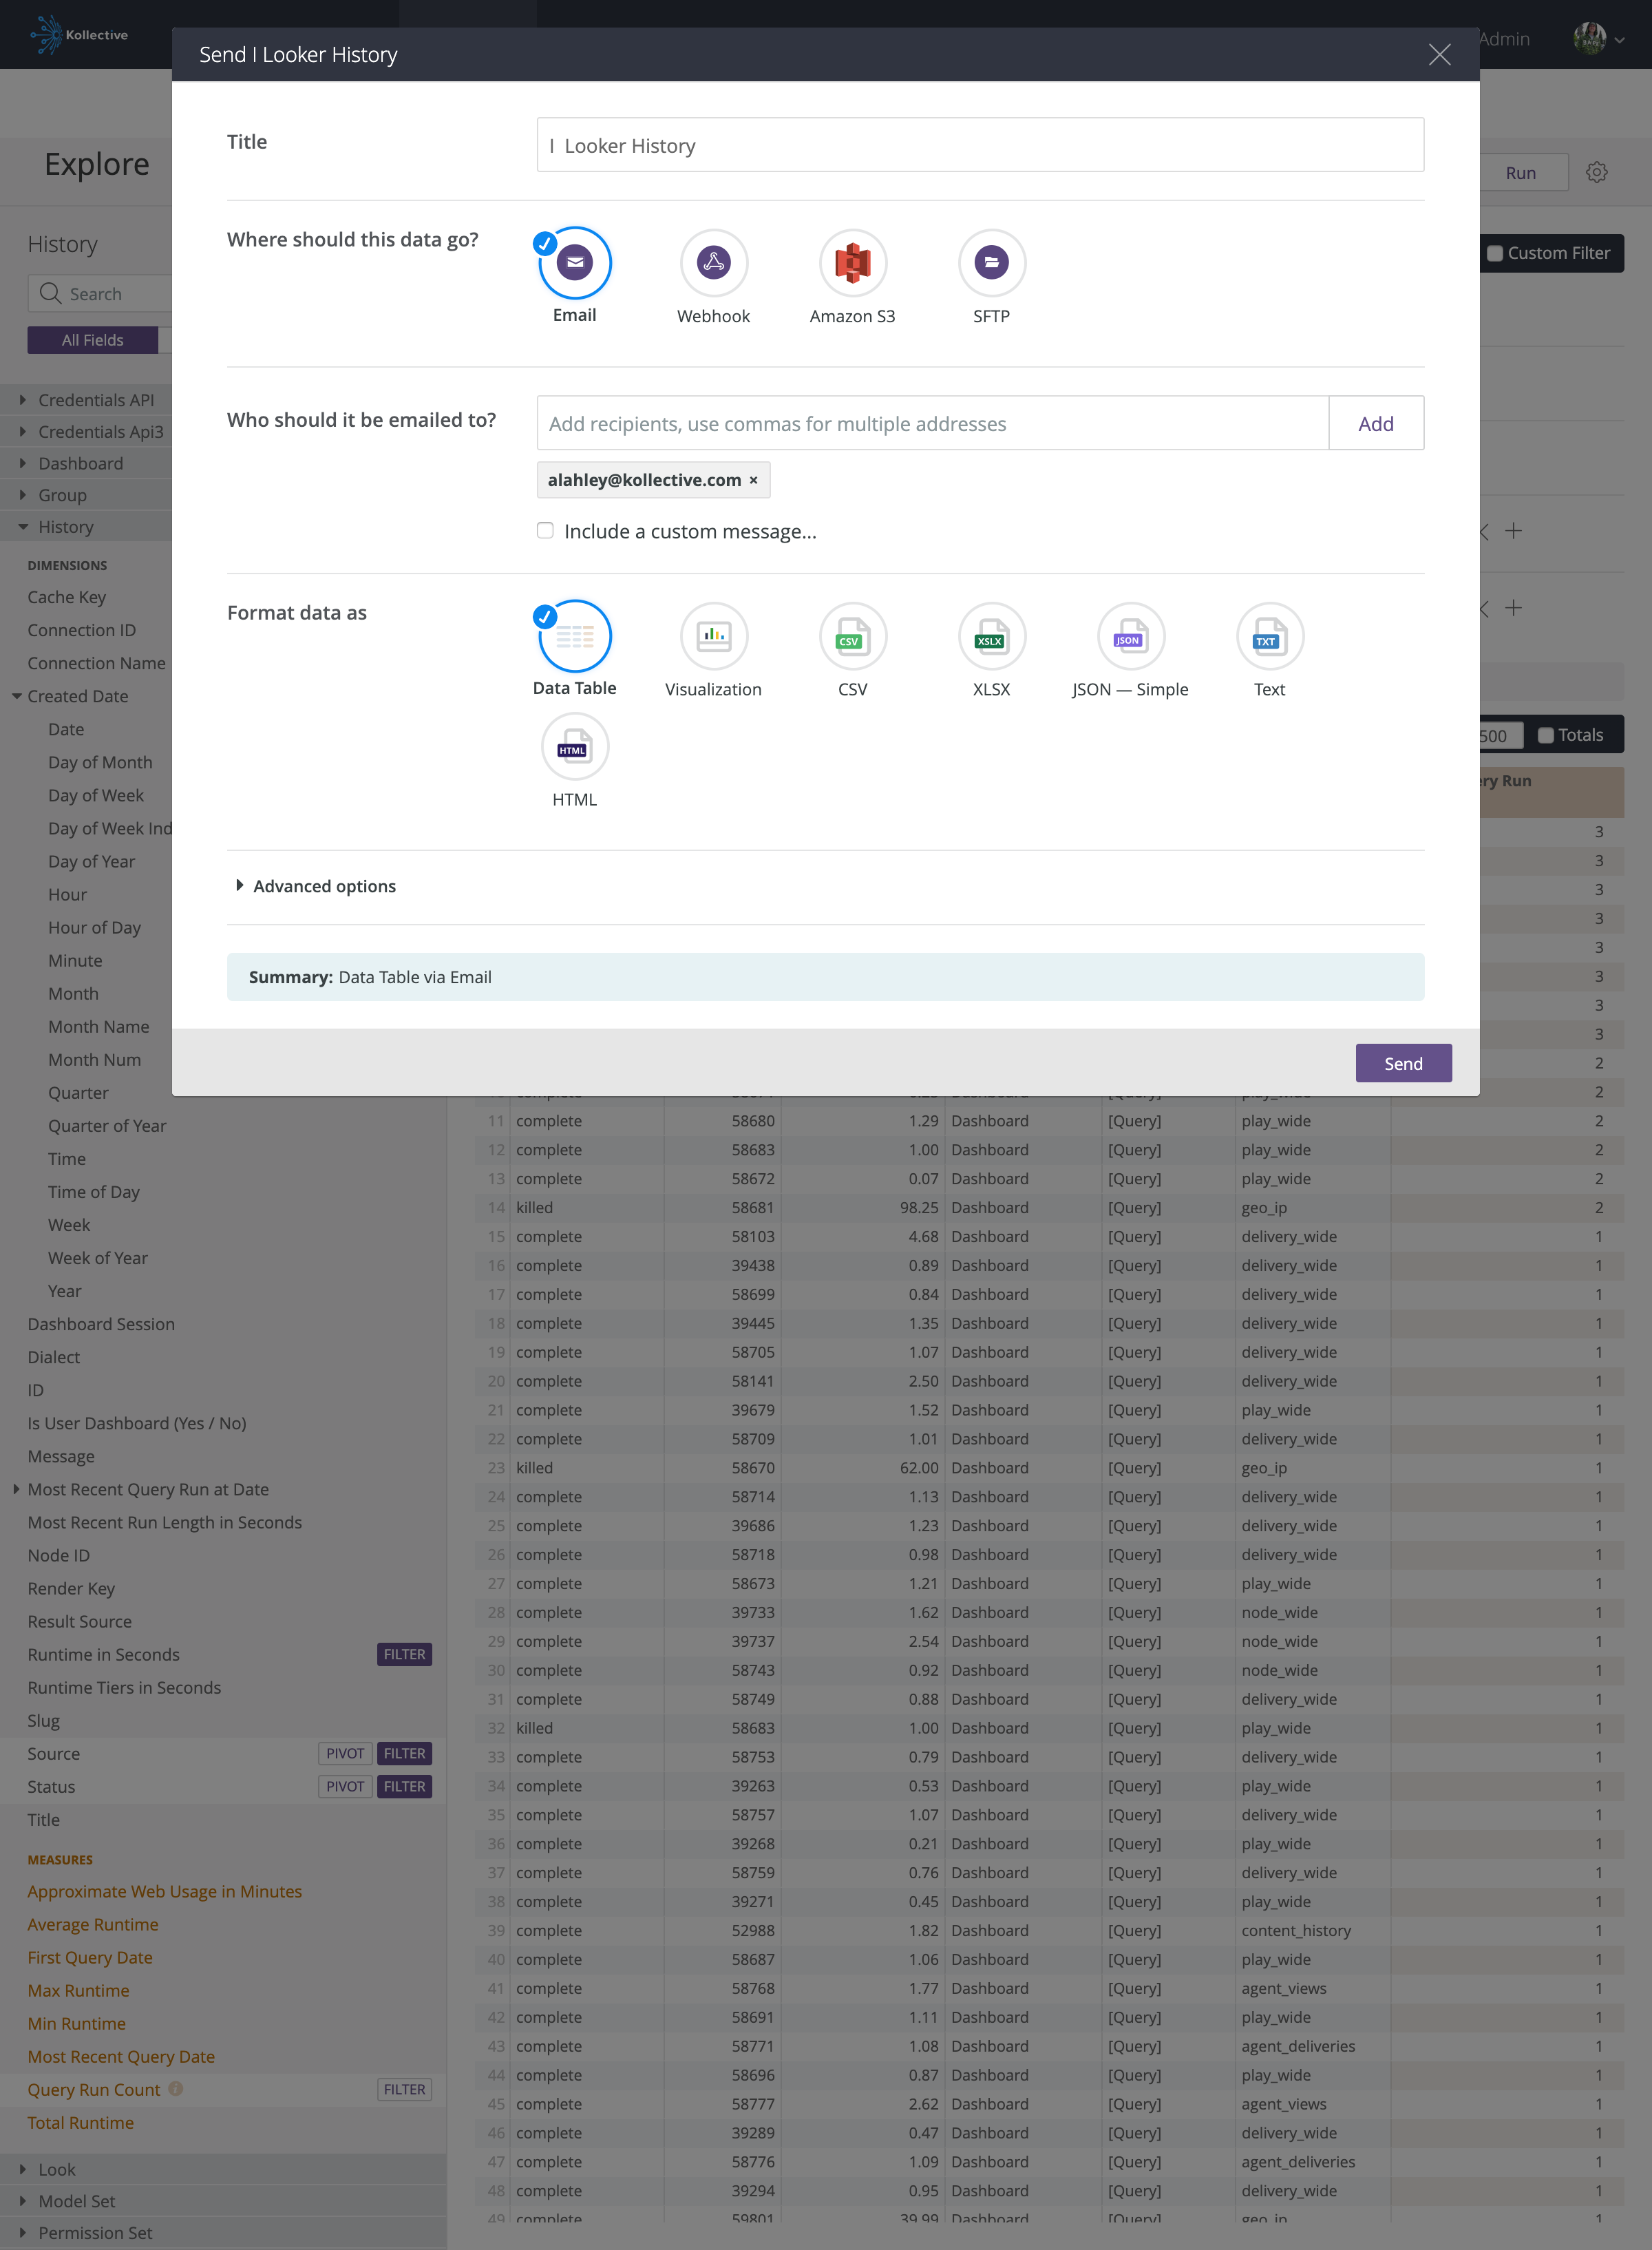 Kollective
Admin
Send I Looker History
Explore
Run
Title
I Looker History
Where should this data go?
Email
Webhook
Amazon S3
SFTP
Who should it be emailed to?
Add recipients, use commas for multiple addresses
Add
alahley@kollective.com ×
Include a custom message...
Format data as
Data Table
Visualization
CSV
CSV
XSLX
XLSX
JSON
JSON — Simple
TXT
Text
HTML
HTML
Advanced options
Summary: Data Table via Email
Send
History
Search
All Fields
Credentials API
Credentials Api3
Dashboard
Group
History
DIMENSIONS
Cache Key
Connection ID
Connection Name
Created Date
Date
Day of Month
Day of Week
Day of Week Ind
Day of Year
Hour
Hour of Day
Minute
Month
Month Name
Month Num
Quarter
Quarter of Year
Time
Time of Day
Week
Week of Year
Year
Dashboard Session
Dialect
ID
Is User Dashboard (Yes / No)
Message
Most Recent Query Run at Date
Most Recent Run Length in Seconds
Node ID
Render Key
Result Source
Runtime in Seconds FILTER
Runtime Tiers in Seconds
Slug
Source PIVOT FILTER
Status PIVOT FILTER
Title
MEASURES
Approximate Web Usage in Minutes
Average Runtime
First Query Date
Max Runtime
Min Runtime
Most Recent Query Date
Query Run Count FILTER
Total Runtime
Look
Model Set
Permission Set
Custom Filter
500 Totals
ery Run
3
3
3
3
3
3
3
3
2
2
11 complete 58680 1.29 Dashboard [Query] play_wide 2
12 complete 58683 1.00 Dashboard [Query] play_wide 2
13 complete 58672 0.07 Dashboard [Query] play_wide 2
14 killed 58681 98.25 Dashboard [Query] geo_ip 2
15 complete 58103 4.68 Dashboard [Query] delivery_wide 1
16 complete 39438 0.89 Dashboard [Query] delivery_wide 1
17 complete 58699 0.84 Dashboard [Query] delivery_wide 1
18 complete 39445 1.35 Dashboard [Query] delivery_wide 1
19 complete 58705 1.07 Dashboard [Query] delivery_wide 1
20 complete 58141 2.50 Dashboard [Query] delivery_wide 1
21 complete 39679 1.52 Dashboard [Query] play_wide 1
22 complete 58709 1.01 Dashboard [Query] delivery_wide 1
23 killed 58670 62.00 Dashboard [Query] geo_ip 1
24 complete 58714 1.13 Dashboard [Query] delivery_wide 1
25 complete 39686 1.23 Dashboard [Query] delivery_wide 1
26 complete 58718 0.98 Dashboard [Query] delivery_wide 1
27 complete 58673 1.21 Dashboard [Query] play_wide 1
28 complete 39733 1.62 Dashboard [Query] node_wide 1
29 complete 39737 2.54 Dashboard [Query] node_wide 1
30 complete 58743 0.92 Dashboard [Query] node_wide 1
31 complete 58749 0.88 Dashboard [Query] delivery_wide 1
32 killed 58683 1.00 Dashboard [Query] play_wide 1
33 complete 58753 0.79 Dashboard [Query] delivery_wide 1
34 complete 39263 0.53 Dashboard [Query] play_wide 1
35 complete 58757 1.07 Dashboard [Query] delivery_wide 1
36 complete 39268 0.21 Dashboard [Query] play_wide 1
37 complete 58759 0.76 Dashboard [Query] delivery_wide 1
38 complete 39271 0.45 Dashboard [Query] play_wide 1
39 complete 52988 1.82 Dashboard [Query] content_history 1
40 complete 58687 1.06 Dashboard [Query] play_wide 1
41 complete 58768 1.77 Dashboard [Query] agent_views 1
42 complete 58691 1.11 Dashboard [Query] play_wide 1
43 complete 58771 1.08 Dashboard [Query] agent_deliveries 1
44 complete 58696 0.87 Dashboard [Query] play_wide 1
45 complete 58777 2.62 Dashboard [Query] agent_views 1
46 complete 39289 0.47 Dashboard [Query] delivery_wide 1
47 complete 58776 1.09 Dashboard [Query] agent_deliveries 1
48 complete 39294 0.95 Dashboard [Query] delivery_wide 1
49 complete 59801 39.99 Dashboard [Query] geo_ip 1